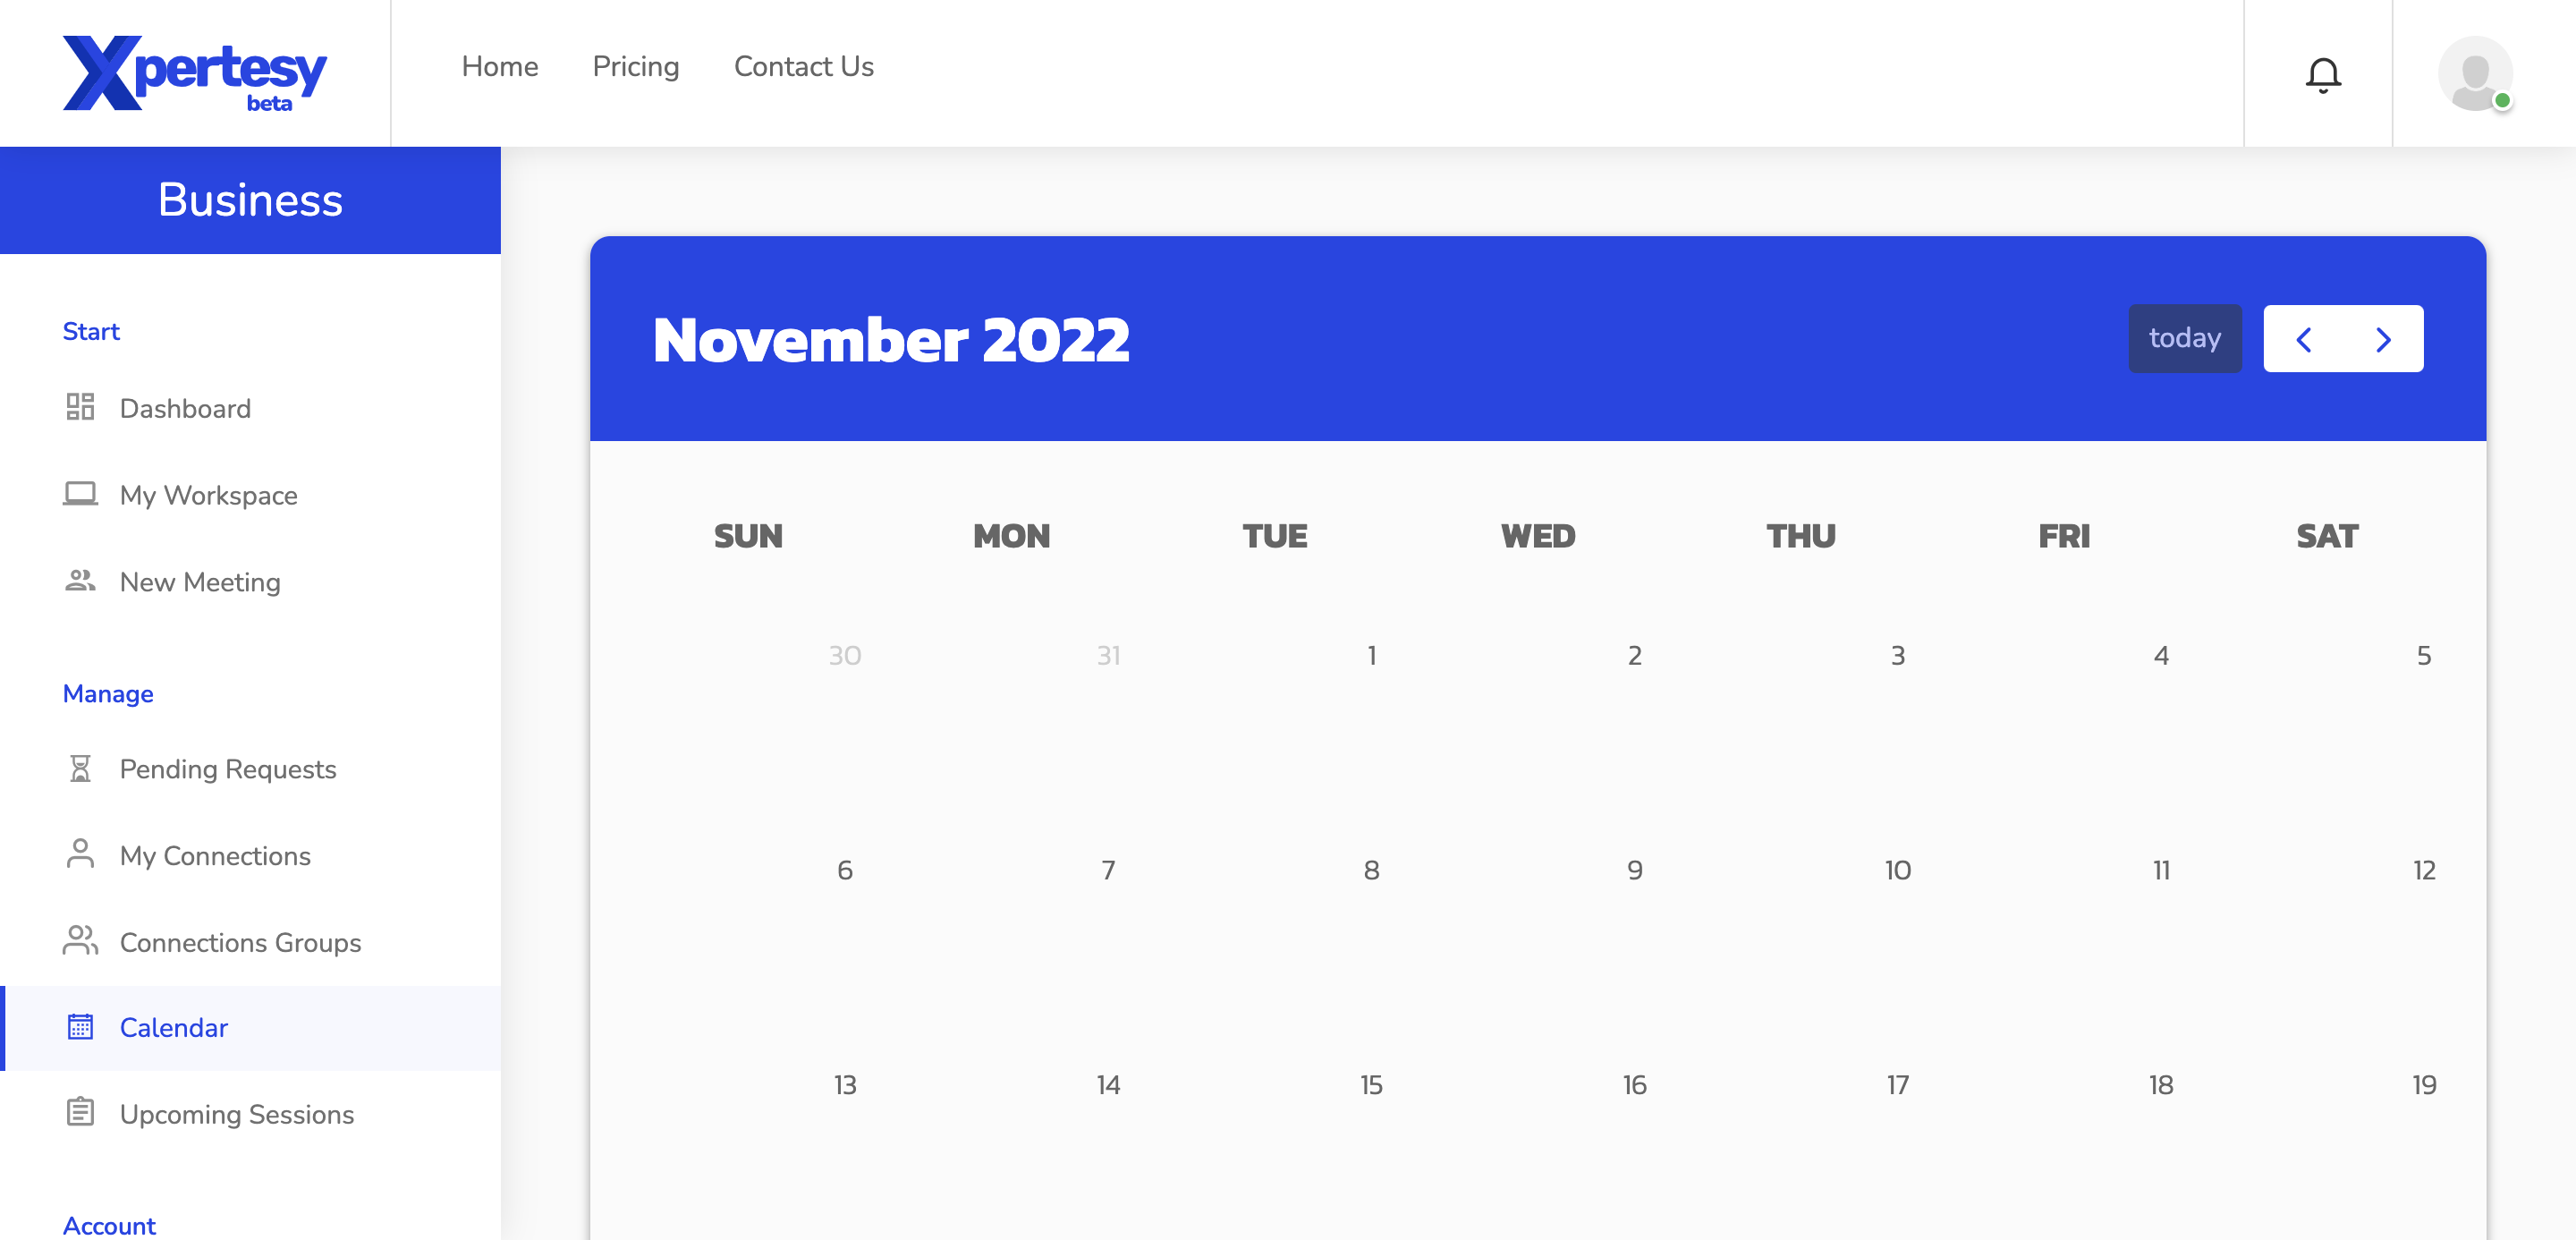 Xpertesy
beta
Home Pricing Contact Us
Business
Start
Dashboard
My Workspace
New Meeting
Manage
Pending Requests
My Connections
Connections Groups
Calendar
Upcoming Sessions
Account
November 2022
today
SUN MON TUE WED THU FRI SAT
30 31 1 2 3 4 5
6 7 8 9 10 11 12
13 14 15 16 17 18 19